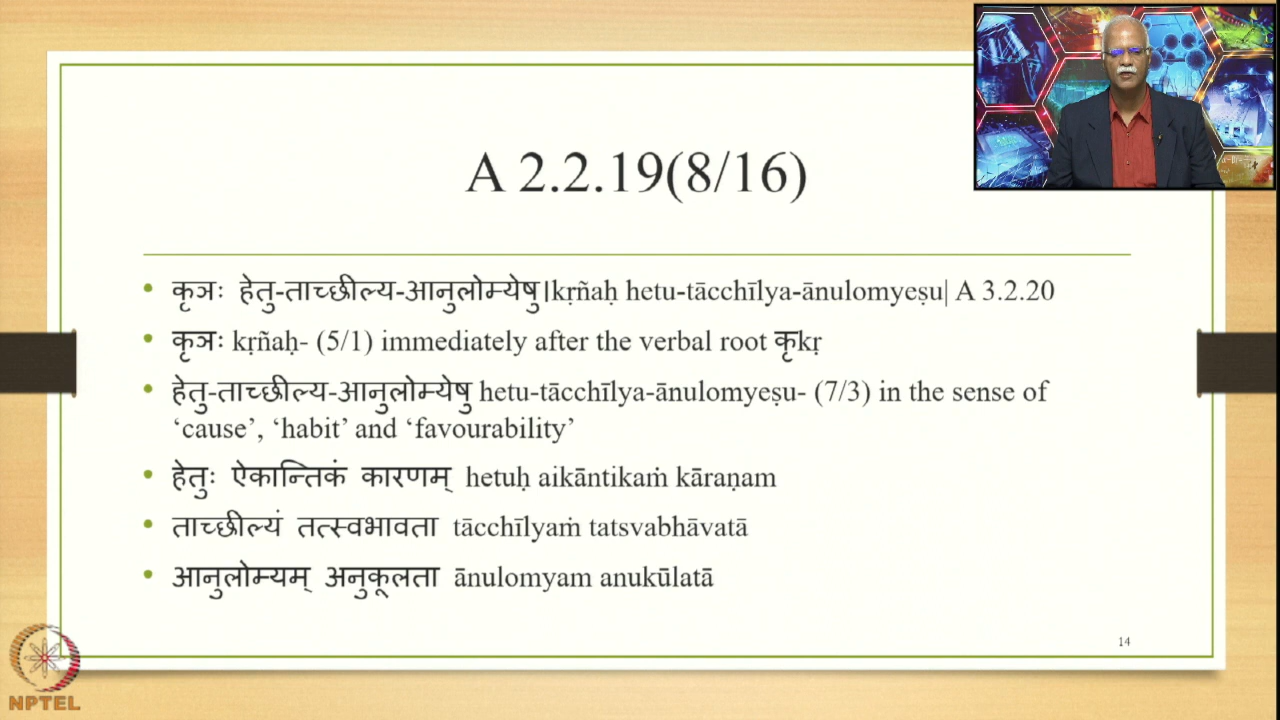 A 2.2.19(8/16)
कृञः हेतु-ताच्छील्य-आनुलोम्येषु।kṛñaḥ hetu-tācchīlya-ānulomyeṣu| A 3.2.20
कृञः kṛñaḥ- (5/1) immediately after the verbal root कृkṛ
हेतु-ताच्छील्य-आनुलोम्येषु hetu-tācchīlya-ānulomyeṣu- (7/3) in the sense of
‘cause’, ‘habit’ and ‘favourability’
हेतुः ऐकान्तिकं कारणम् hetuḥ aikāntikaṁ kāraṇam
ताच्छील्यं तत्स्वभावता tācchīlyaṁ tatsvabhāvatā
आनुलोम्यम् अनुकूलता ānulomyam anukūlatā
14
NPTEL